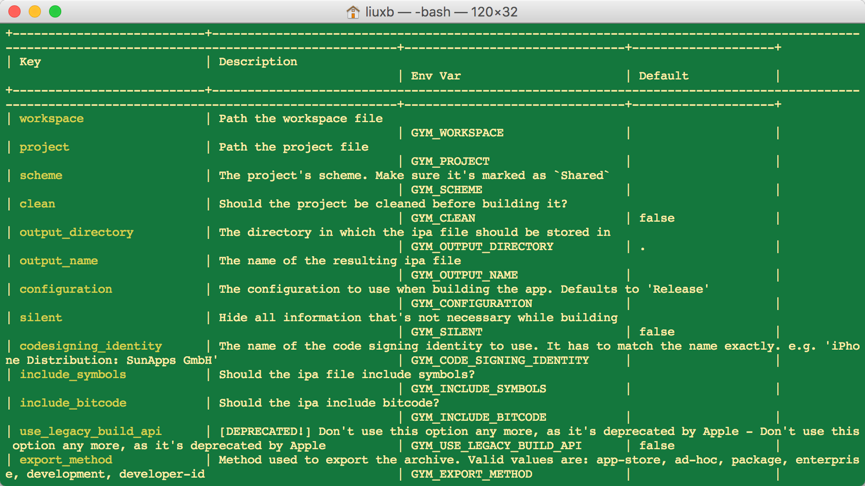 liuxb — -bash — 120×32
+---------------------------+------------------------------------------------------------------------------------------
-------------------------------------------------------+-------------------------------+--------------------+
| Key | Description
| Env Var | Default |
+---------------------------+------------------------------------------------------------------------------------------
-------------------------------------------------------+-------------------------------+--------------------+
| workspace | Path the workspace file
| GYM_WORKSPACE | |
| project | Path the project file
| GYM_PROJECT | |
| scheme | The project's scheme. Make sure it's marked as `Shared`
| GYM_SCHEME | |
| clean | Should the project be cleaned before building it?
| GYM_CLEAN | false |
| output_directory | The directory in which the ipa file should be stored in
| GYM_OUTPUT_DIRECTORY | . |
| output_name | The name of the resulting ipa file
| GYM_OUTPUT_NAME | |
| configuration | The configuration to use when building the app. Defaults to 'Release'
| GYM_CONFIGURATION | |
| silent | Hide all information that's not necessary while building
| GYM_SILENT | false |
| codesigning_identity | The name of the code signing identity to use. It has to match the name exactly. e.g. 'iPho
ne Distribution: SunApps GmbH' | GYM_CODE_SIGNING_IDENTITY | |
| include_symbols | Should the ipa file include symbols?
| GYM_INCLUDE_SYMBOLS | |
| include_bitcode | Should the ipa include bitcode?
| GYM_INCLUDE_BITCODE | |
| use_legacy_build_api | [DEPRECATED!] Don't use this option any more, as it's deprecated by Apple - Don't use this
option any more, as it's deprecated by Apple | GYM_USE_LEGACY_BUILD_API | false |
| export_method | Method used to export the archive. Valid values are: app-store, ad-hoc, package, enterpris
e, development, developer-id | GYM_EXPORT_METHOD | |